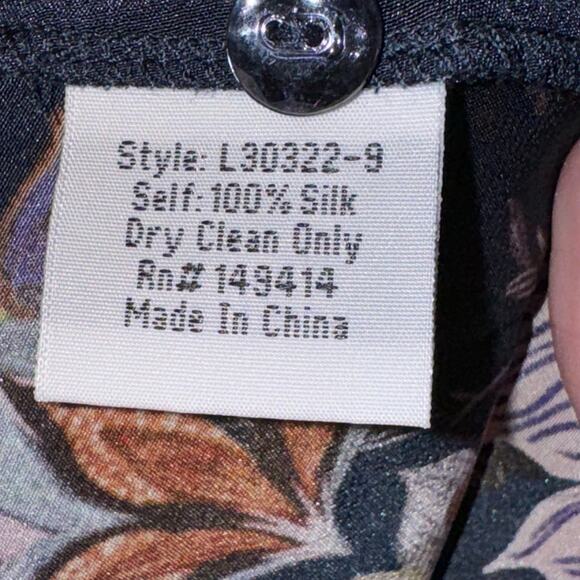 Style: L30322-9
Self: 100% Silk
Dry Clean Only
Rn# 149414
Made In China